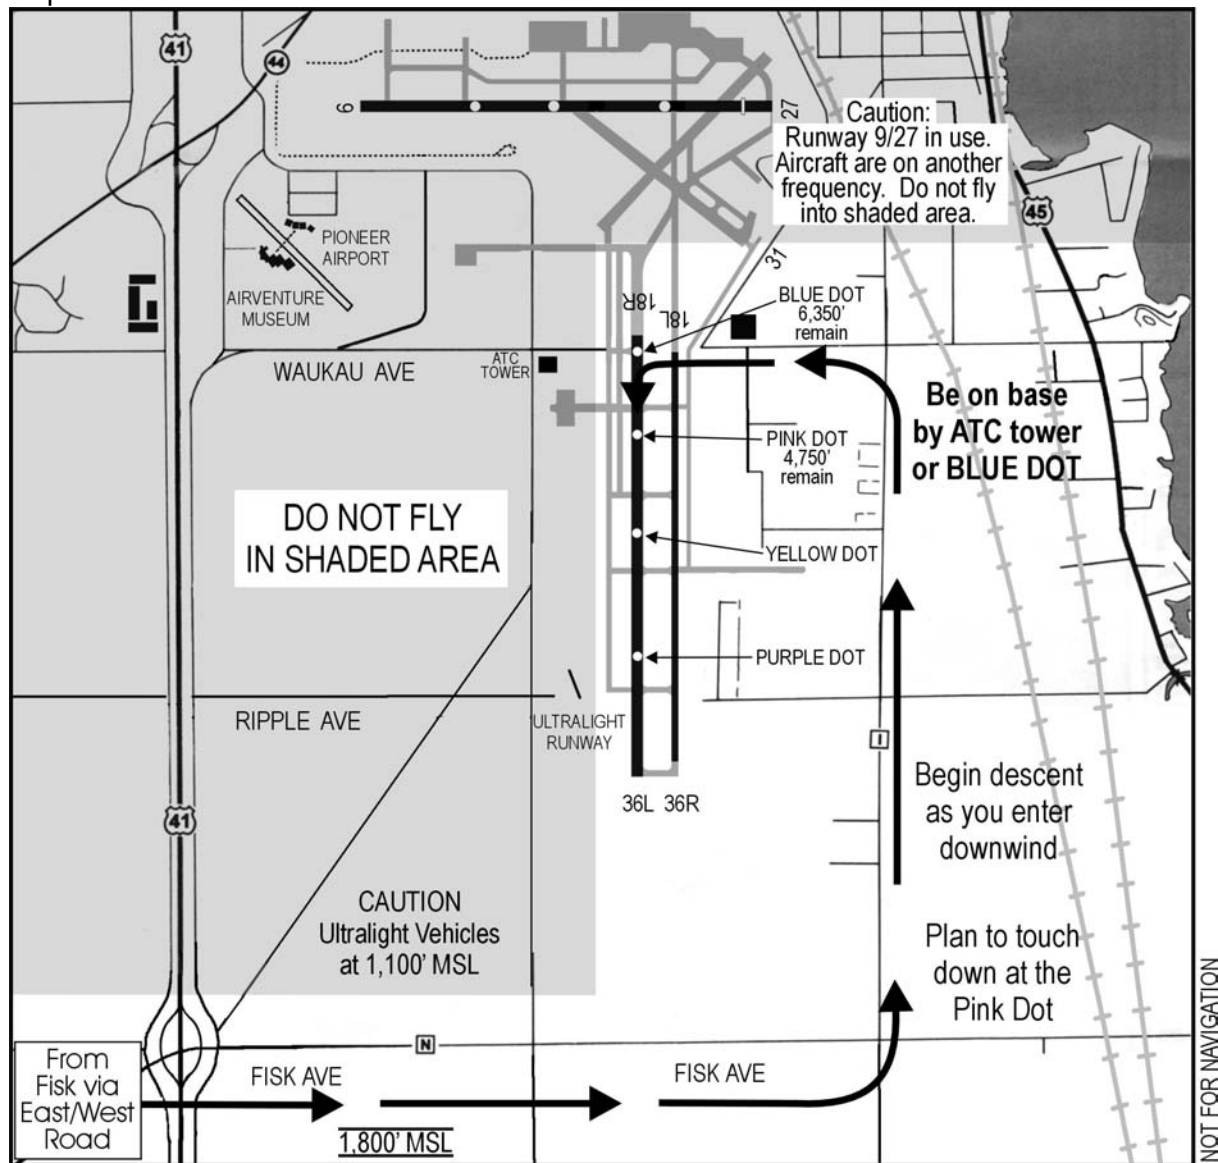 41
44
9
27
Caution:
Runway 9/27 in use.
Aircraft are on another
frequency. Do not fly
into shaded area.
45
PIONEER
AIRPORT
AIRVENTURE
MUSEUM
31
18R
18L
BLUE DOT
6,350'
remain
WAUKAU AVE
ATC
TOWER
Be on base
by ATC tower
or BLUE DOT
PINK DOT
4,750'
remain
DO NOT FLY
IN SHADED AREA
YELLOW DOT
PURPLE DOT
RIPPLE AVE
ULTRALIGHT
RUNWAY
I
36L 36R
41
Begin descent
as you enter
downwind
CAUTION
Ultralight Vehicles
at 1,100' MSL
Plan to touch
down at the
Pink Dot
N
From
Fisk via
East/West
Road
FISK AVE
FISK AVE
1,800' MSL
NOT FOR NAVIGATION